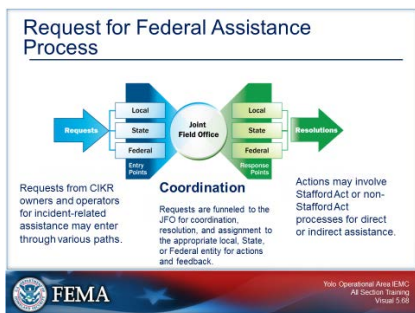 Request for Federal Assistance
Process
Requests
Local
State
Federal
Entry
Points
Joint
Field Office
Local
State
Federal
Response
Points
Resolutions
Requests from CIKR
owners and operators
for incident-related
assistance may enter
through various paths.
Coordination
Requests are funneled to the
JFO for coordination,
resolution, and assignment to
the appropriate local, State,
or Federal entity for actions
and feedback.
Actions may involve
Stafford Act or non-
Stafford Act
processes for direct
or indirect assistance.
FEMA
Yolo Operational Area IEMC
All Section Training
Visual 5.68